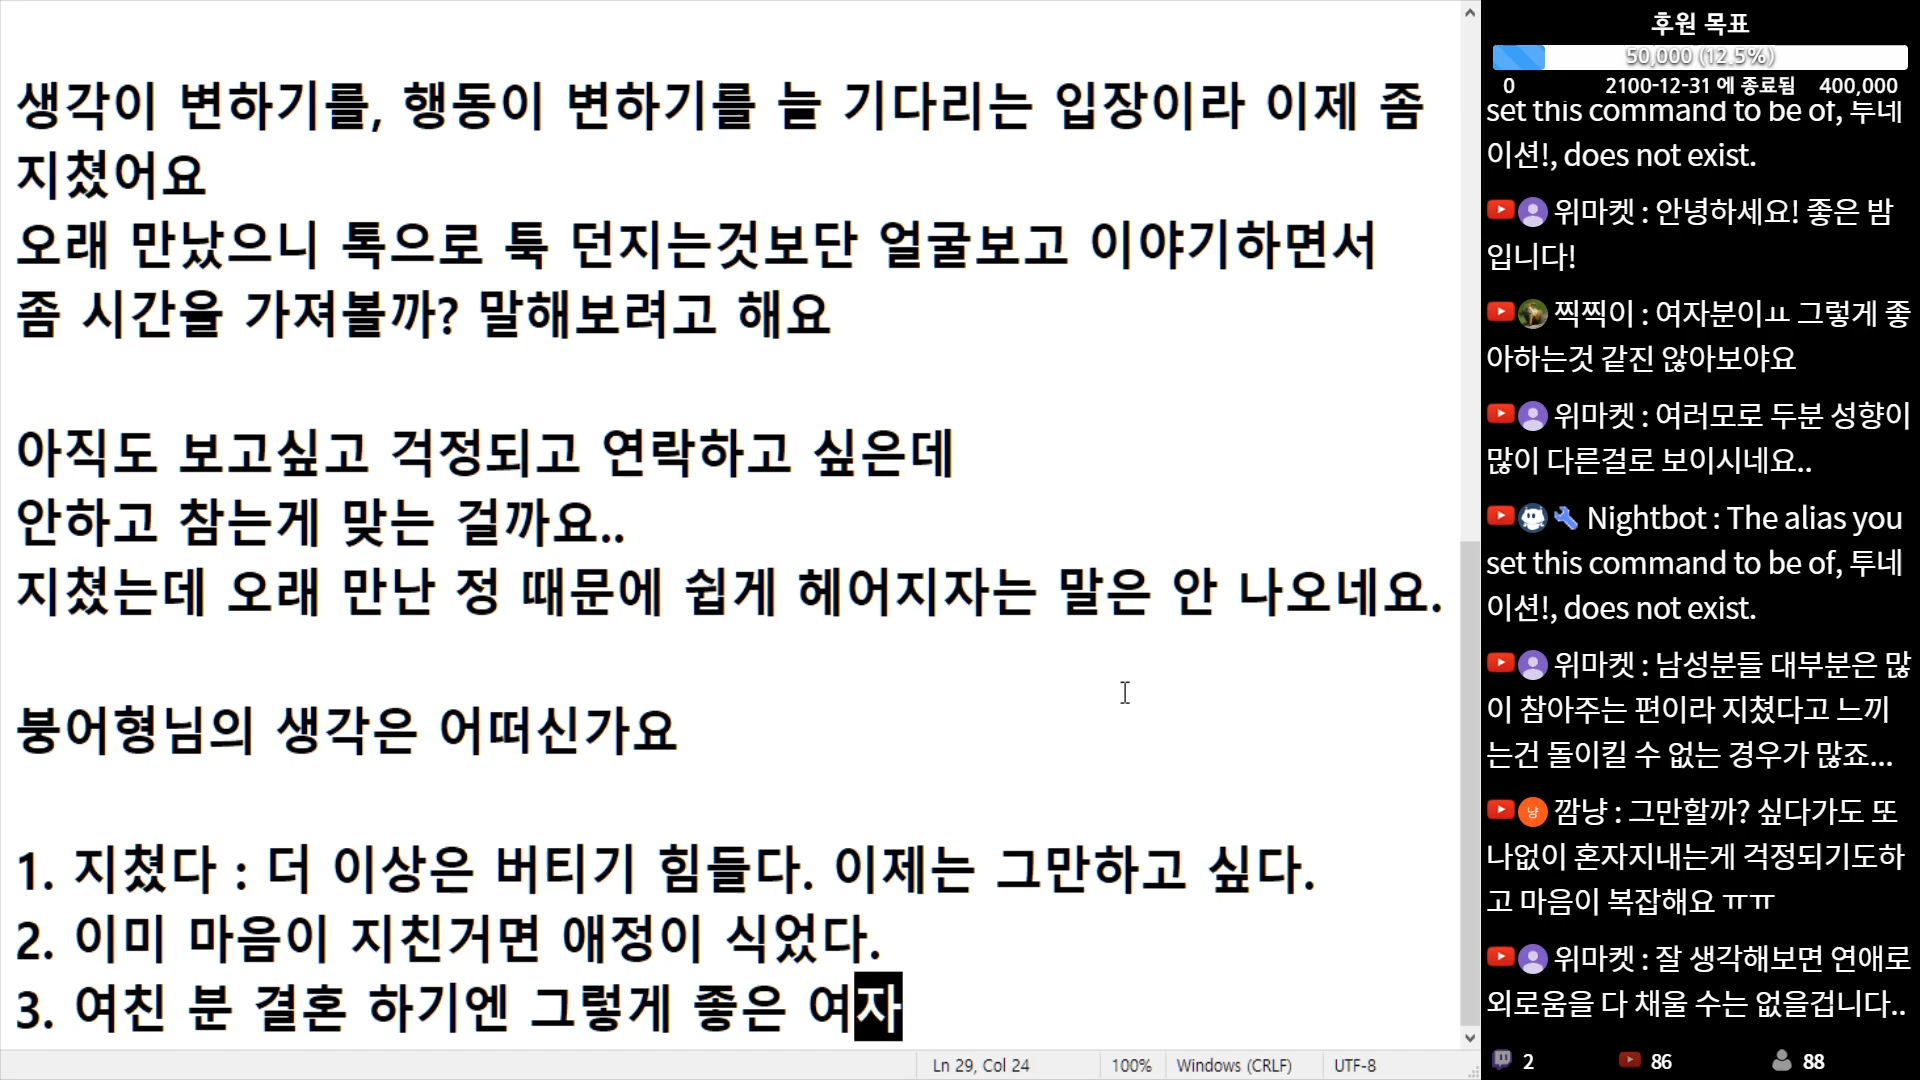 생각이 변하기를, 행동이 변하기를 늘 기다리는 입장이라 이제 좀
지쳤어요
오래 만났으니 톡으로 툭 던지는것보단 얼굴보고 이야기하면서
좀 시간을 가져볼까? 말해보려고 해요
아직도 보고싶고 걱정되고 연락하고 싶은데
안하고 참는게 맞는 걸까요..
지쳤는데 오래 만난 정 때문에 쉽게 헤어지자는 말은 안 나오네요.
붕어형님의 생각은 어떠신가요
1. 지쳤다 : 더 이상은 버티기 힘들다. 이제는 그만하고 싶다.
2. 이미 마음이 지친거면 애정이 식었다.
3. 여친 분 결혼 하기엔 그렇게 좋은 여자
Ln 29, Col 24
100%
Windows (CRLF)
UTF-8
후원 목표
50,000 (12.5%)
0 2100-12-31 에 종료됨 400,000
set this command to be of, 투네
이션!, does not exist.
위마켓 : 안녕하세요! 좋은 밤
입니다!
찍찍이 : 여자분이ㅛ 그렇게 좋
아하는것 같진 않아보야요
위마켓 : 여러모로 두분 성향이
많이 다른걸로 보이시네요..
Nightbot : The alias you
set this command to be of, 투네
이션!, does not exist.
위마켓 : 남성분들 대부분은 많
이 참아주는 편이라 지쳤다고 느끼
는건 돌이킬 수 없는 경우가 많죠...
냥 깜냥 : 그만할까? 싶다가도 또
나없이 혼자지내는게 걱정되기도하
고 마음이 복잡해요 ㅠㅠ
위마켓 : 잘 생각해보면 연애로
외로움을 다 채울 수는 없을겁니다..
2 86 88